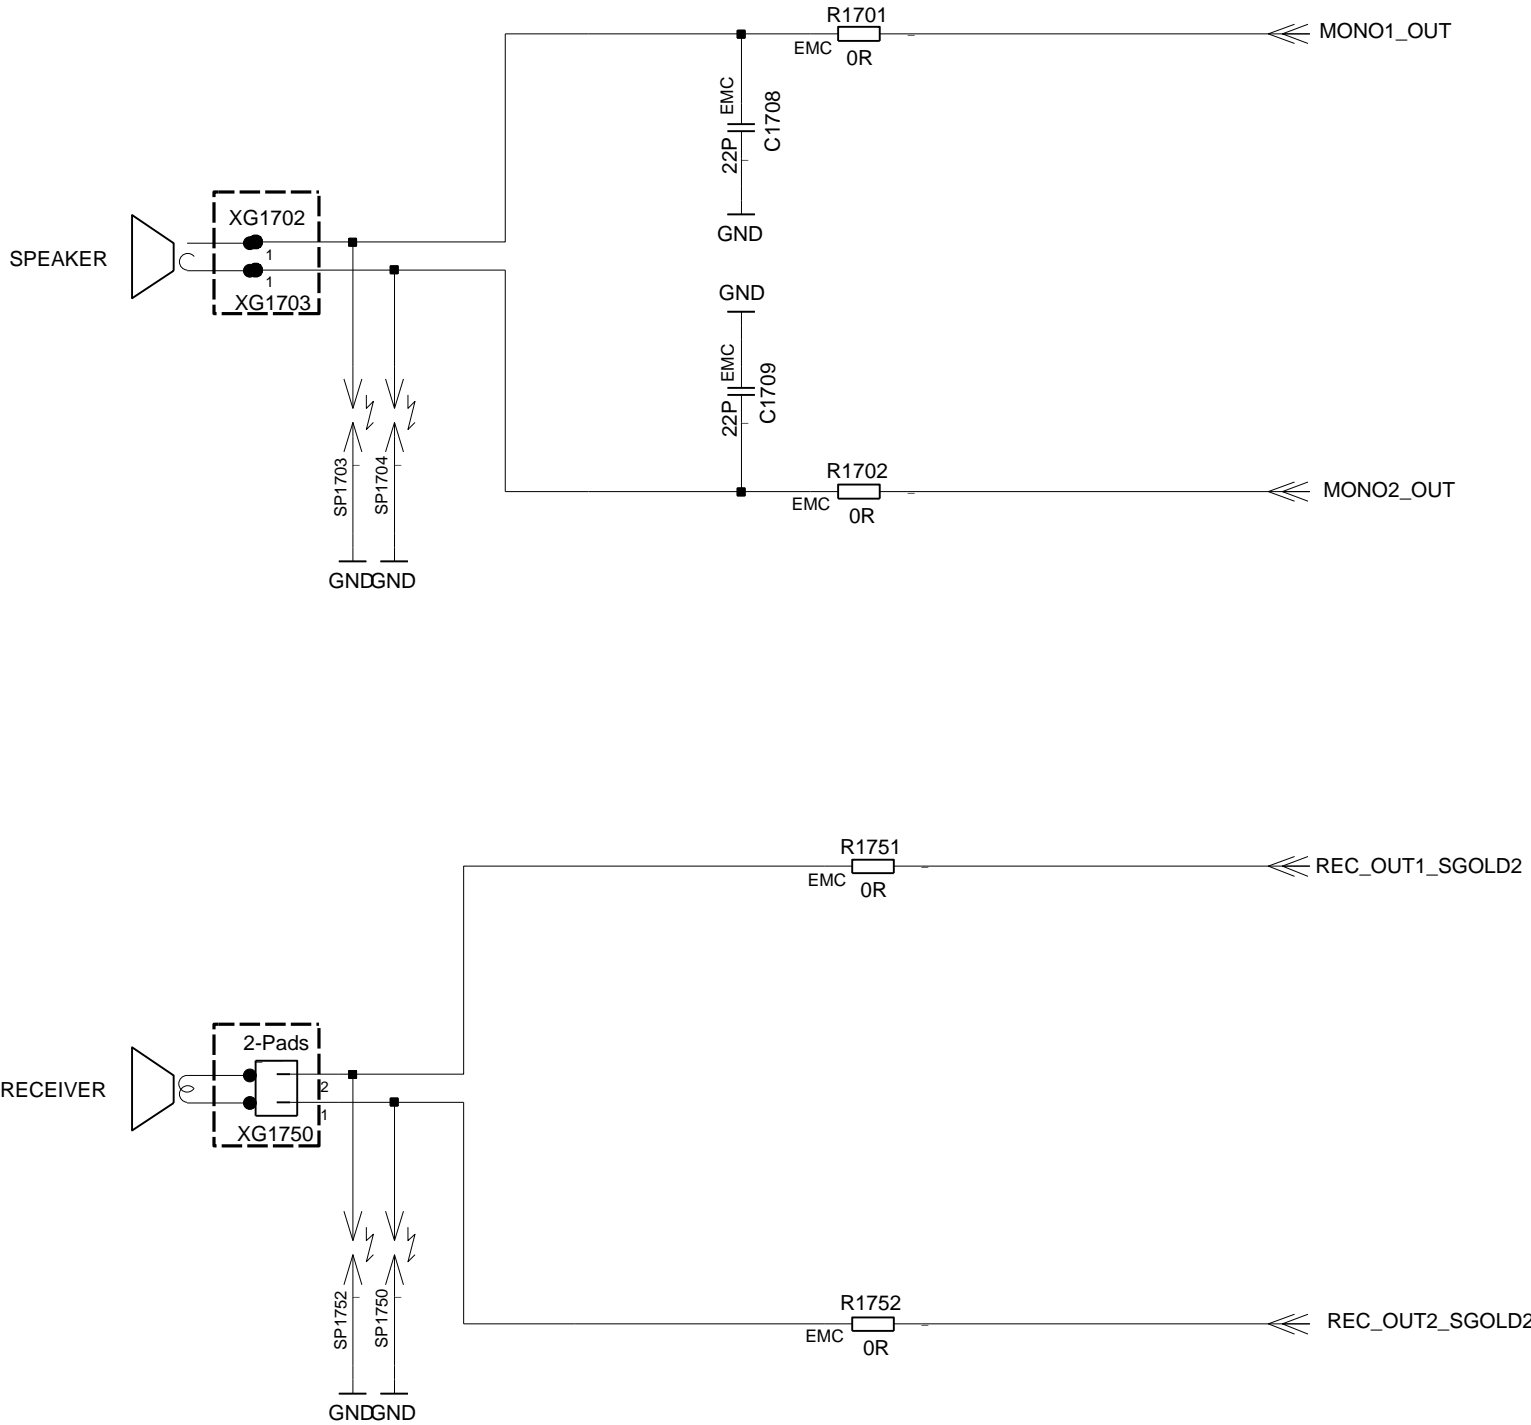 R1701
MONO1_OUT
EMC
0R
EMC
22P
C1708
GND
XG1702
1
SPEAKER
1
XG1703
GND
EMC
22P
C1709
SP1703
SP1704
R1702
MONO2_OUT
EMC
0R
GND
GND
R1751
REC_OUT1_SGOLD2
EMC
0R
2-Pads
2
RECEIVER
1
XG1750
SP1752
SP1750
R1752
REC_OUT2_SGOLD2
EMC
0R
GND
GND